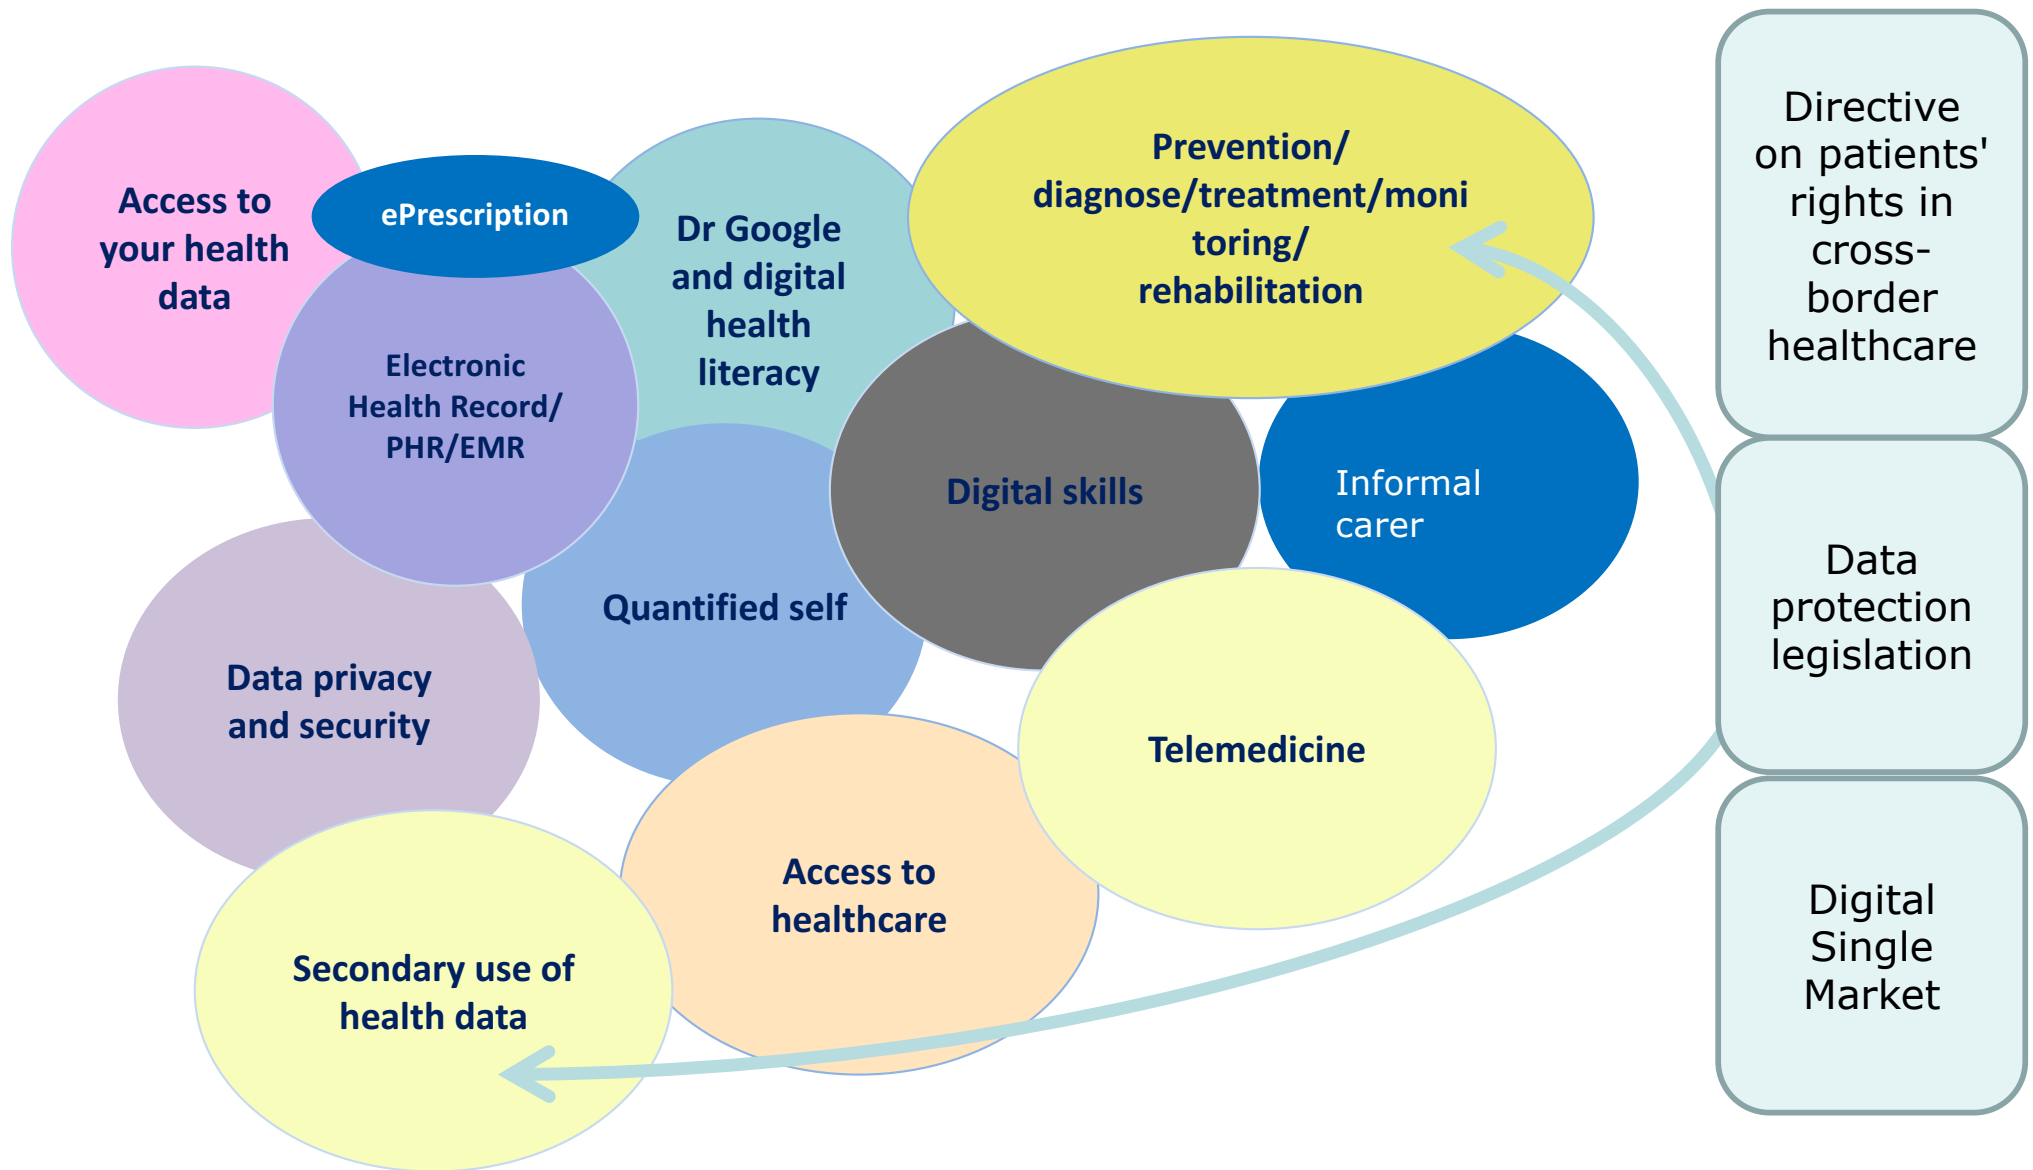 Access to
your health
data
ePrescription
Electronic
Health Record/
PHR/EMR
Dr Google
and digital
health
literacy
Prevention/
diagnose/treatment/moni
toring/
rehabilitation
Digital skills
Informal
carer
Quantified self
Data privacy
and security
Telemedicine
Access to
healthcare
Secondary use of
health data
Directive
on patients'
rights in
cross-
border
healthcare
Data
protection
legislation
Digital
Single
Market